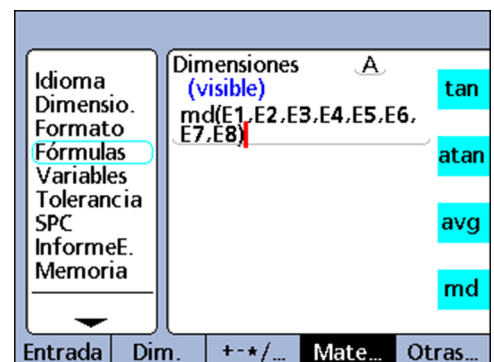 Idioma
Dimensio.
Formato
Fórmulas
Variables
Tolerancia
SPC
InformeE.
Memoria
Dimensiones A
(visible)
md(E1,E2,E3,E4,E5,E6,
E7,E8)
tan
atan
avg
md
Entrada Dim. +-*/... Mate... Otras...